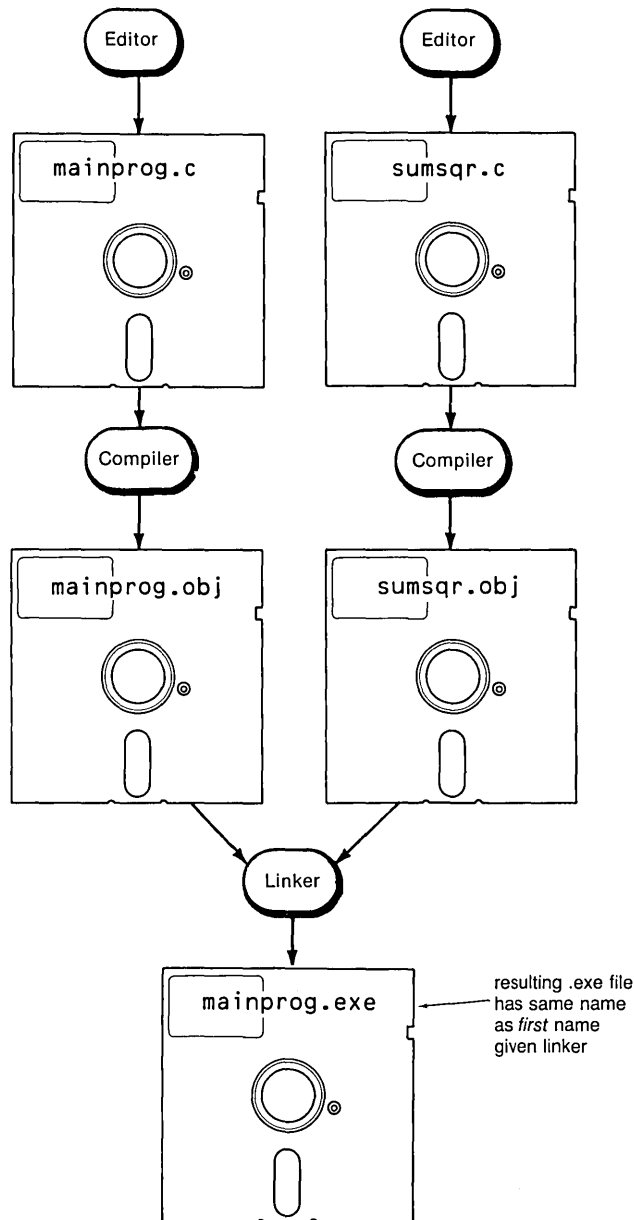 Editor
Editor
mainprog.c
sumsqr.c
Compiler
Compiler
mainprog.obj
sumsqr.obj
Linker
mainprog.exe
resulting .exe file
has same name
as first name
given linker